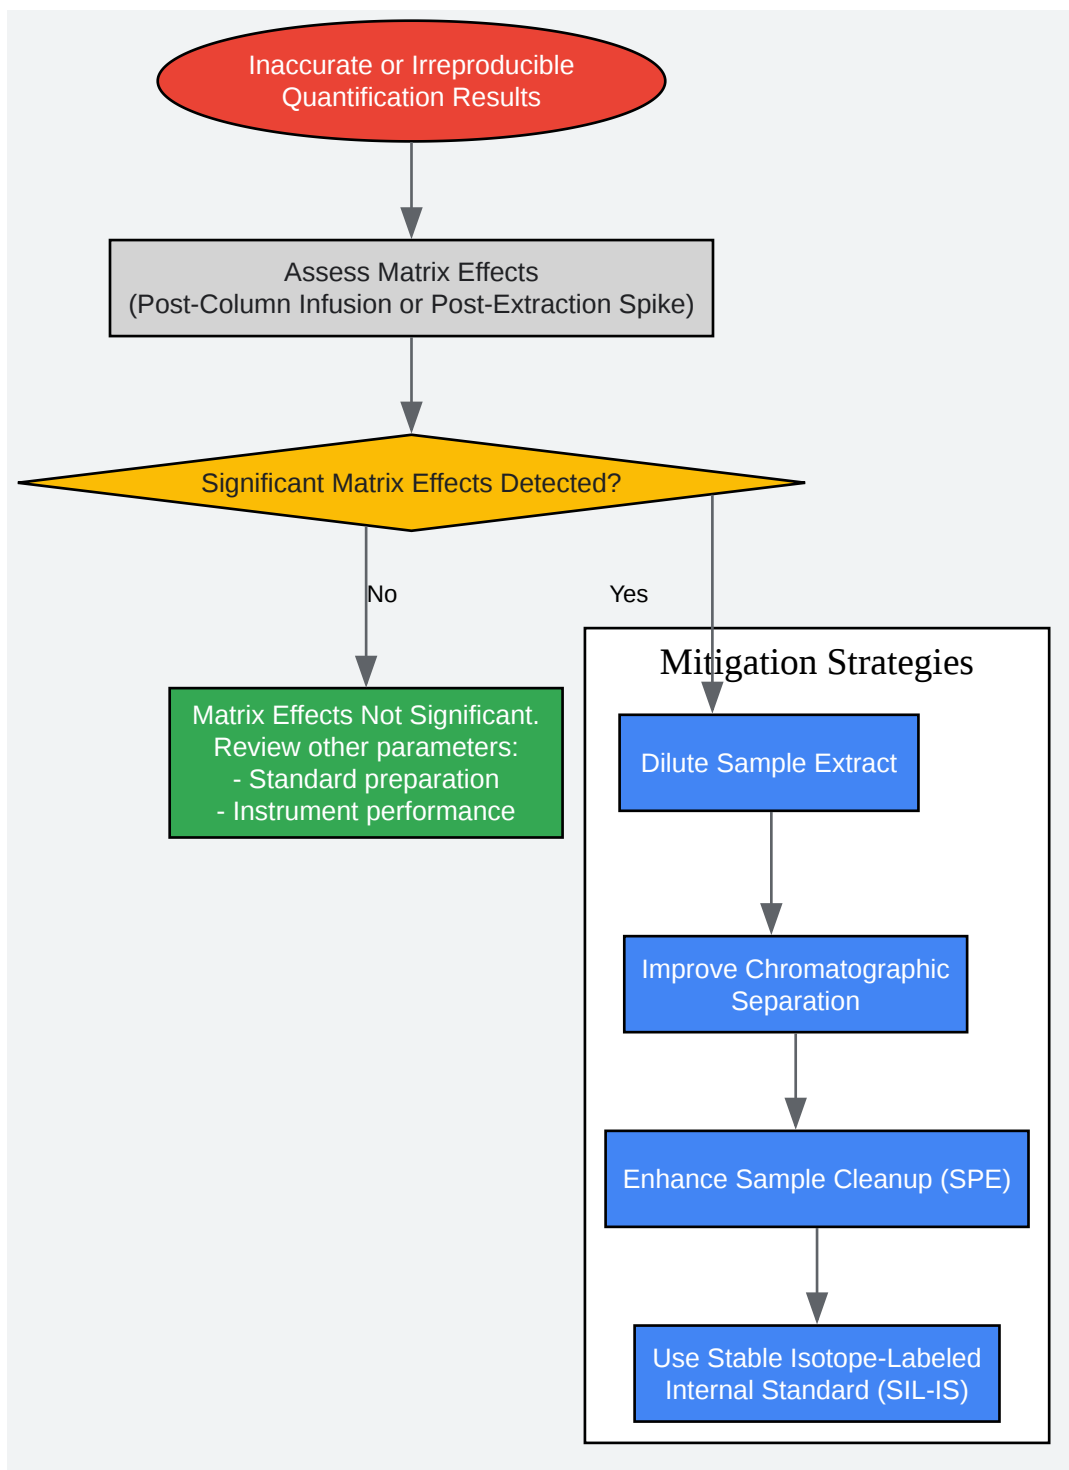 Inaccurate or Irreproducible
Quantification Results
Assess Matrix Effects
(Post-Column Infusion or Post-Extraction Spike)
Significant Matrix Effects Detected?
No
Yes
Matrix Effects Not Significant.
Review other parameters:
- Standard preparation
- Instrument performance
Mitigation Strategies
Dilute Sample Extract
Improve Chromatographic
Separation
Enhance Sample Cleanup (SPE)
Use Stable Isotope-Labeled
Internal Standard (SIL-IS)